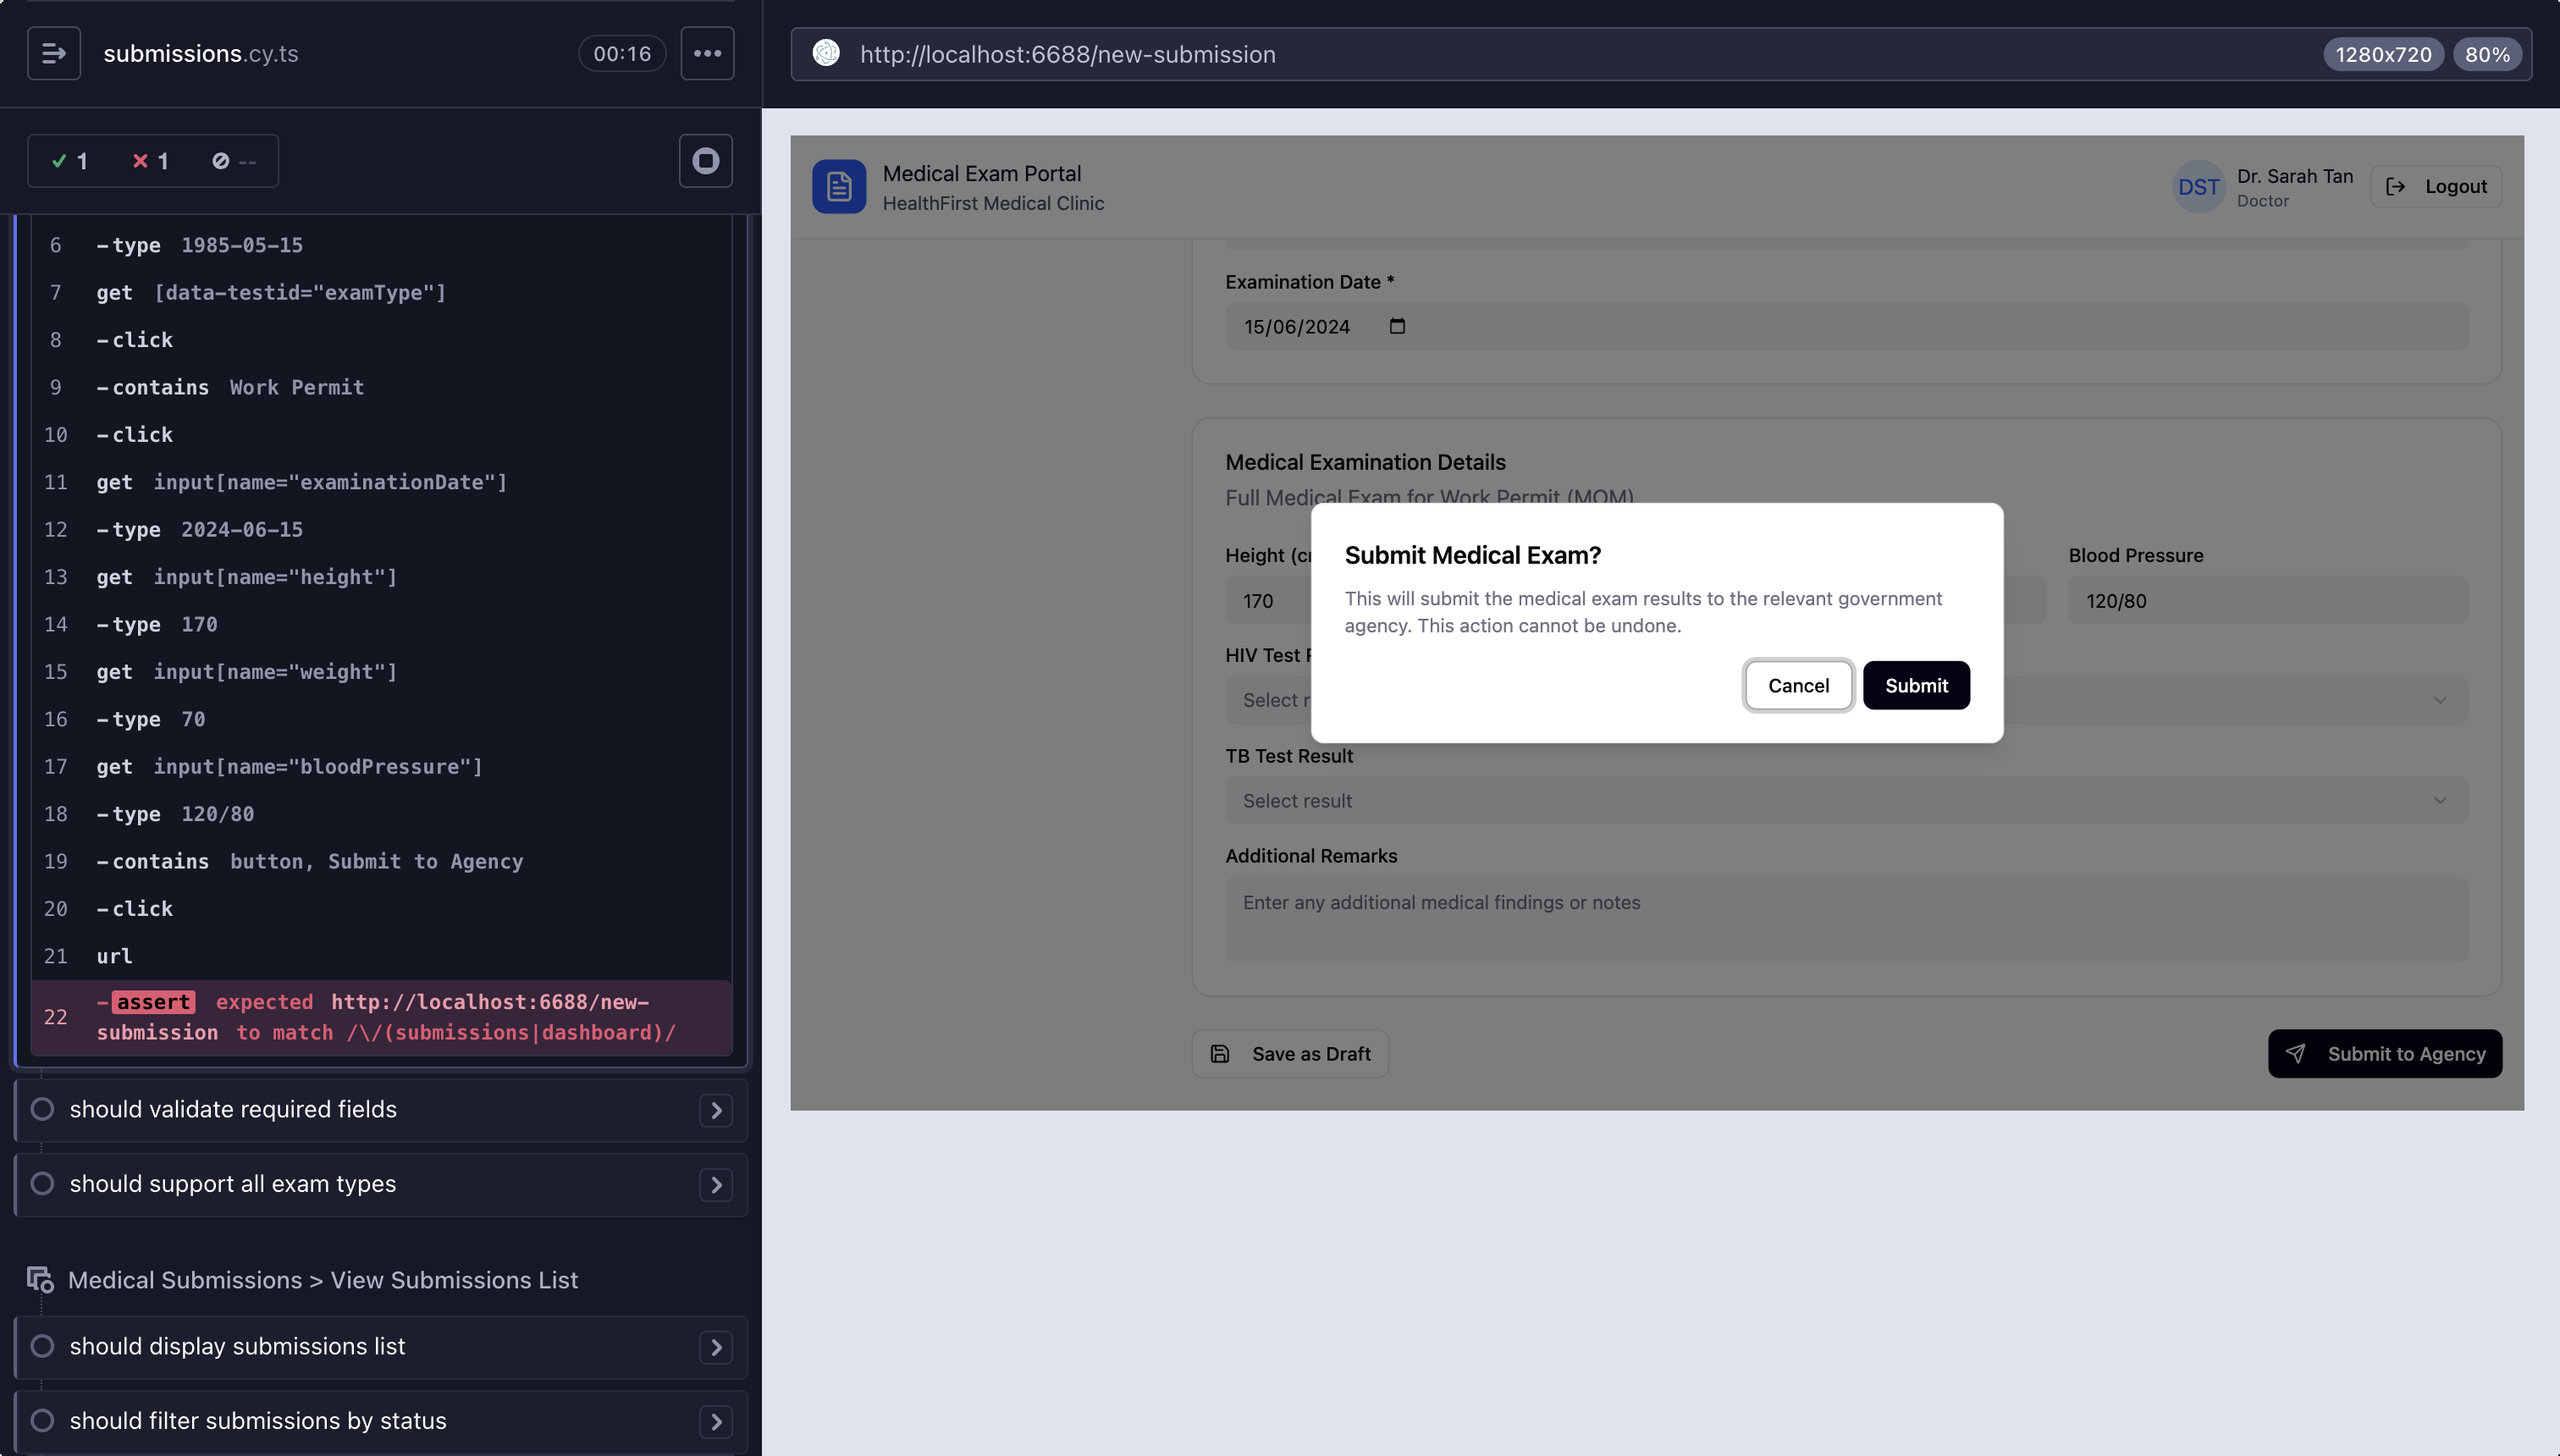 submissions.cy.ts
00:16
1
1
--
6 -type 1985-05-15
7 get [data-testid="examType"]
8 -click
9 -contains Work Permit
10 -click
11 get input[name="examinationDate"]
12 -type 2024-06-15
13 get input[name="height"]
14 -type 170
15 get input[name="weight"]
16 -type 70
17 get input[name="bloodPressure"]
18 -type 120/80
19 -contains button, Submit to Agency
20 -click
21 url
22 -assert expected http://localhost:6688/new-
submission to match /\/(submissions|dashboard)/
should validate required fields
should support all exam types
Medical Submissions > View Submissions List
should display submissions list
should filter submissions by status
http://localhost:6688/new-submission
1280x720
80%
Medical Exam Portal
HealthFirst Medical Clinic
DST
Dr. Sarah Tan
Doctor
Logout
Examination Date *
15/06/2024
Medical Examination Details
Full Medical Exam for Work Permit (MOM)
Height
Blood Pressure
170
120/80
HIV Test
Select
Submit Medical Exam?
This will submit the medical exam results to the relevant government
agency. This action cannot be undone.
Cancel
Submit
TB Test Result
Select result
Additional Remarks
Enter any additional medical findings or notes
Save as Draft
Submit to Agency